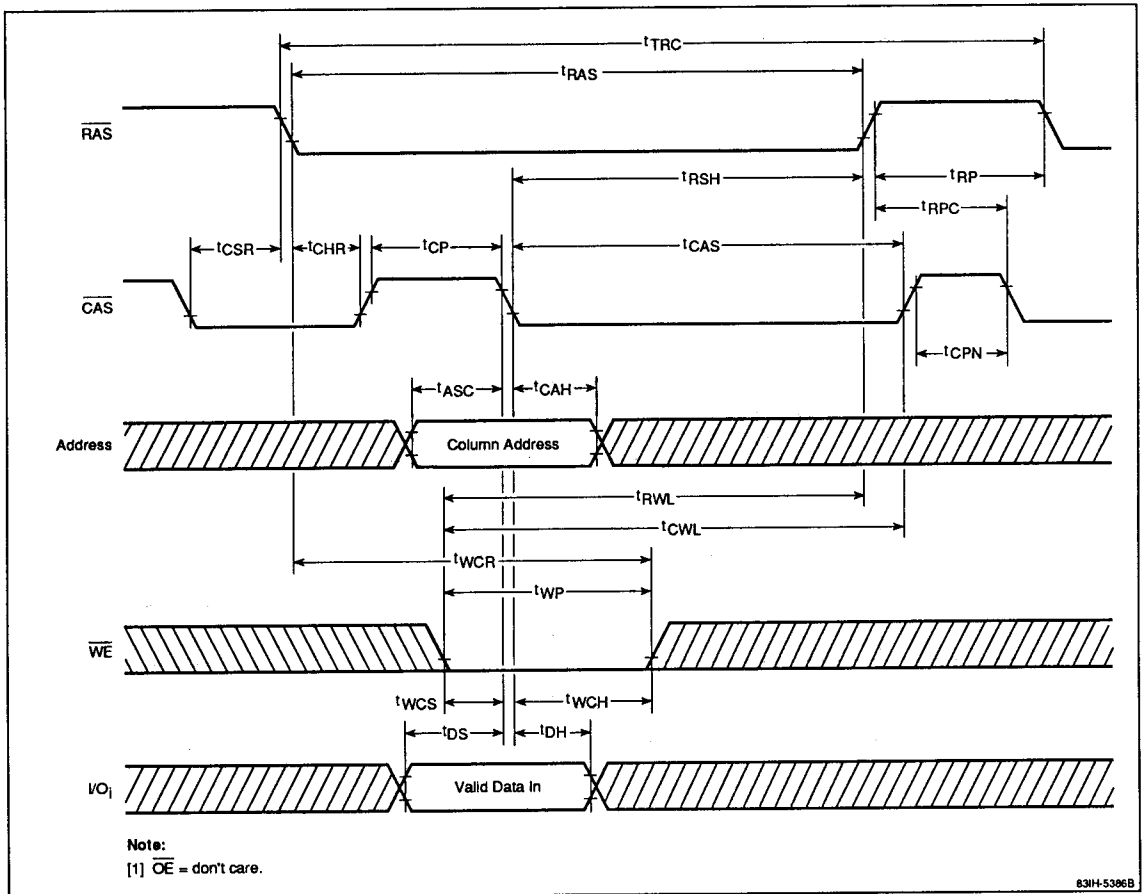 tTRC
tRAS
RAS
tRSH
tRP
tRPC
tCSR
tCHR
tCP
tCAS
CAS
tCPN
tASC
tCAH
Address
Column Address
tRWL
tCWL
tWCR
tWP
WE
tWCS
tWCH
tDS
tDH
I/Oi
Valid Data In
Note:
[1] OE = don't care.
83IH-5386B